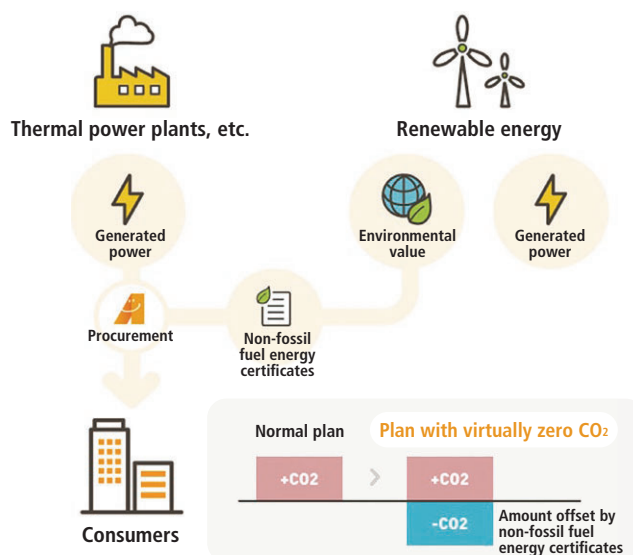 Thermal power plants, etc.
Renewable energy
Generated
power
Environmental
value
Generated
power
Procurement
Non-fossil
fuel energy
certificates
Consumers
Normal plan
Plan with virtually zero CO₂
+CO2
+CO2
-CO2
Amount offset by
non-fossil fuel
energy certificates